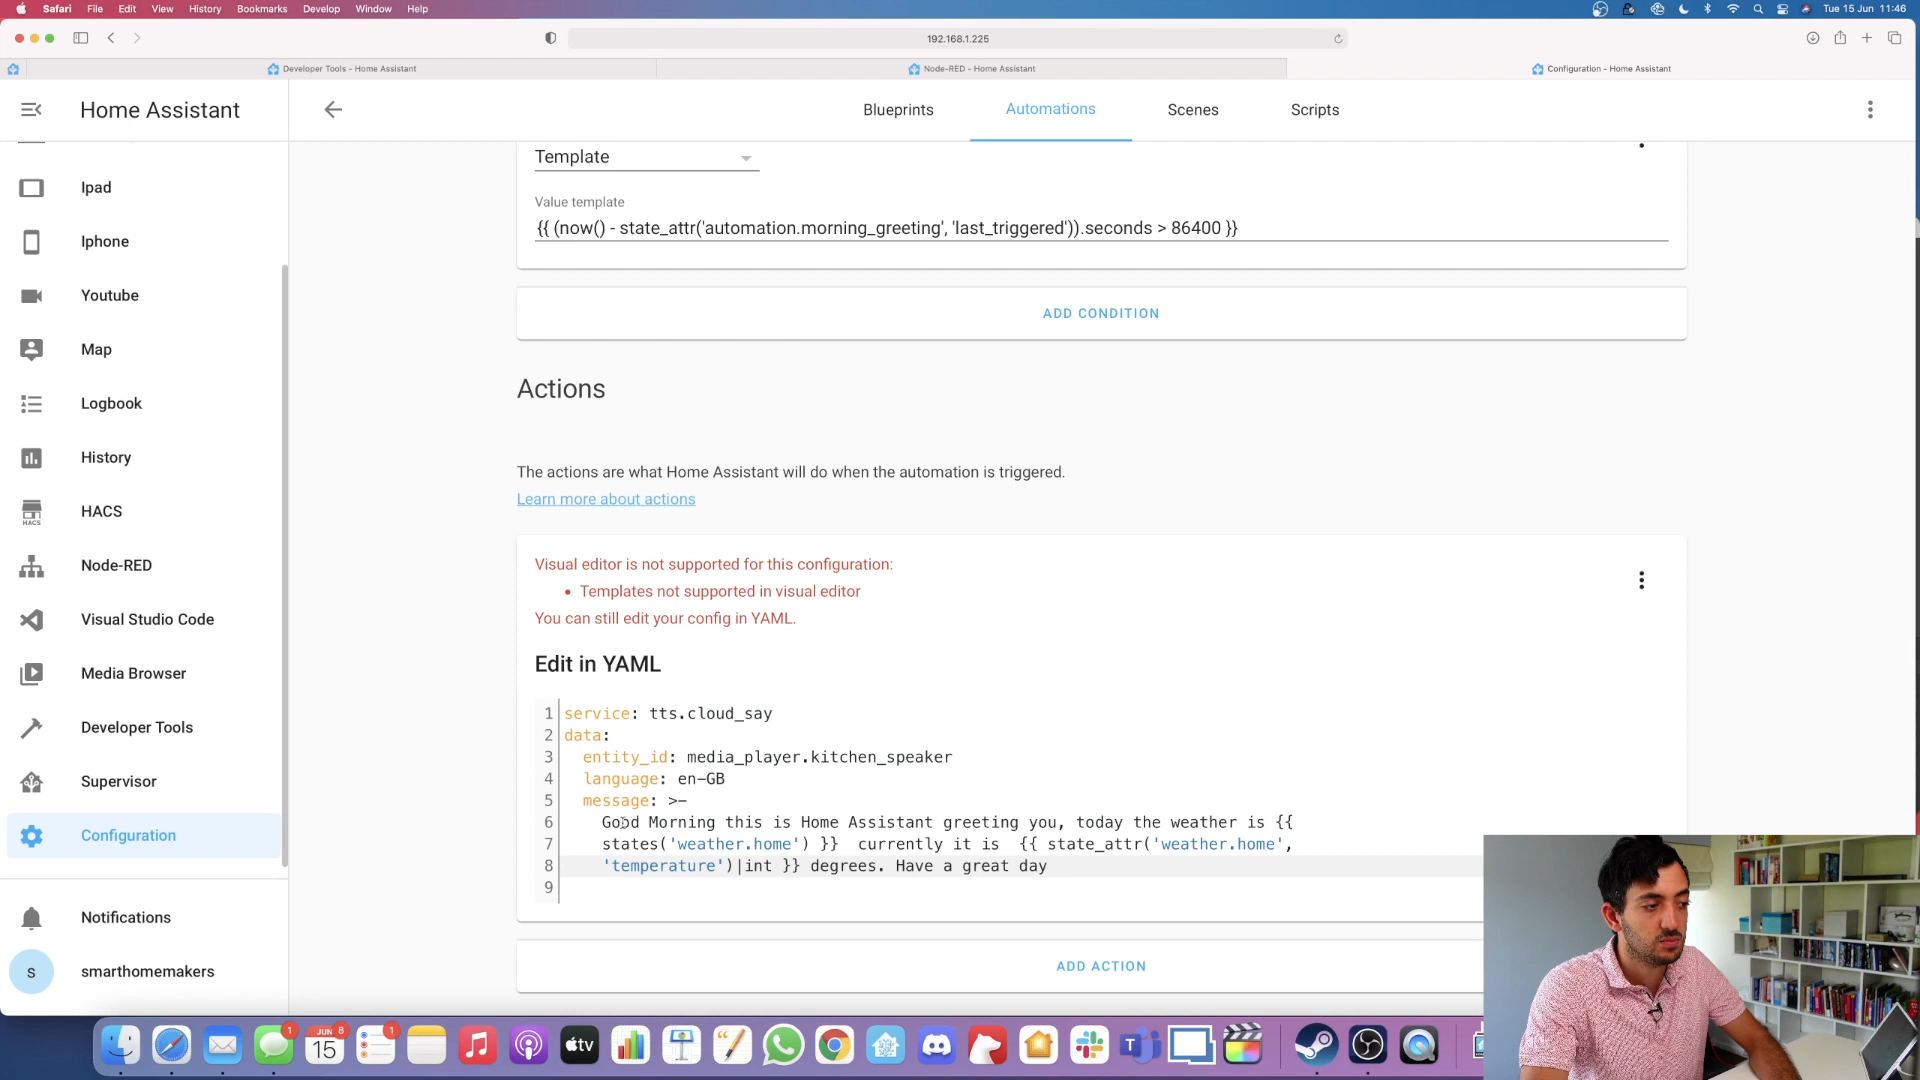 Safari File Edit View History Bookmarks Develop Window Help Tue 15 Jun 11:46
192.168.1.225
Developer Tools - Home Assistant Node-RED - Home Assistant Configuration - Home Assistant
Home Assistant
Blueprints Automations Scenes Scripts
Ipad
Iphone
Youtube
Map
Logbook
History
HACS
HACS
Node-RED
Visual Studio Code
Media Browser
Developer Tools
Supervisor
Configuration
Notifications
S smarthomemakers
Template
Value template
{{ (now() - state_attr('automation.morning_greeting', 'last_triggered')).seconds > 86400 }}
ADD CONDITION
Actions
The actions are what Home Assistant will do when the automation is triggered.
Learn more about actions
Visual editor is not supported for this configuration:
• Templates not supported in visual editor
You can still edit your config in YAML.
Edit in YAML
1 service: tts.cloud_say
2 data:
3 entity_id: media_player.kitchen_speaker
4 language: en-GB
5 message: >-
6 Good Morning this is Home Assistant greeting you, today the weather is {{
7 states('weather.home') }} currently it is {{ state_attr('weather.home',
8 'temperature')|int }} degrees. Have a great day
9
ADD ACTION
1 JUN 8 1
15 tv T